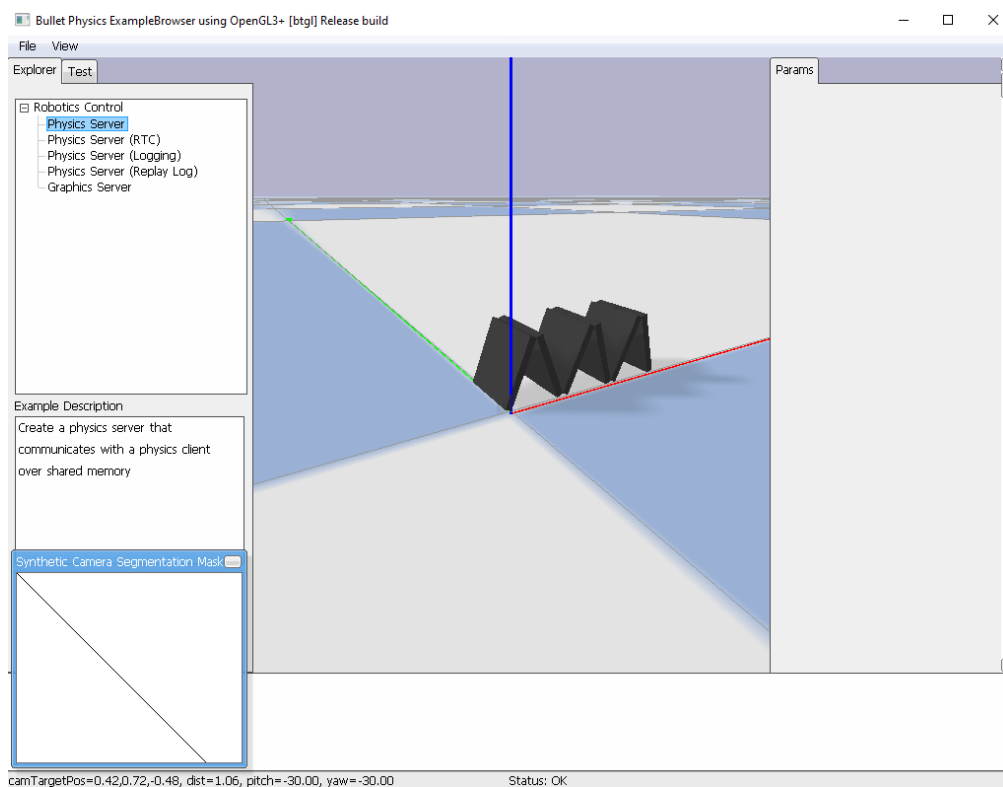 Bullet Physics ExampleBrowser using OpenGL3+ [btgl] Release build
File View
Explorer Test
Params
Robotics Control
Physics Server
Physics Server (RTC)
Physics Server (Logging)
Physics Server (Replay Log)
Graphics Server
Example Description
Create a physics server that
communicates with a physics client
over shared memory
Synthetic Camera Segmentation Mask
camTargetPos=0.42,0.72,-0.48, dist=1.06, pitch=-30.00, yaw=-30.00 Status: OK